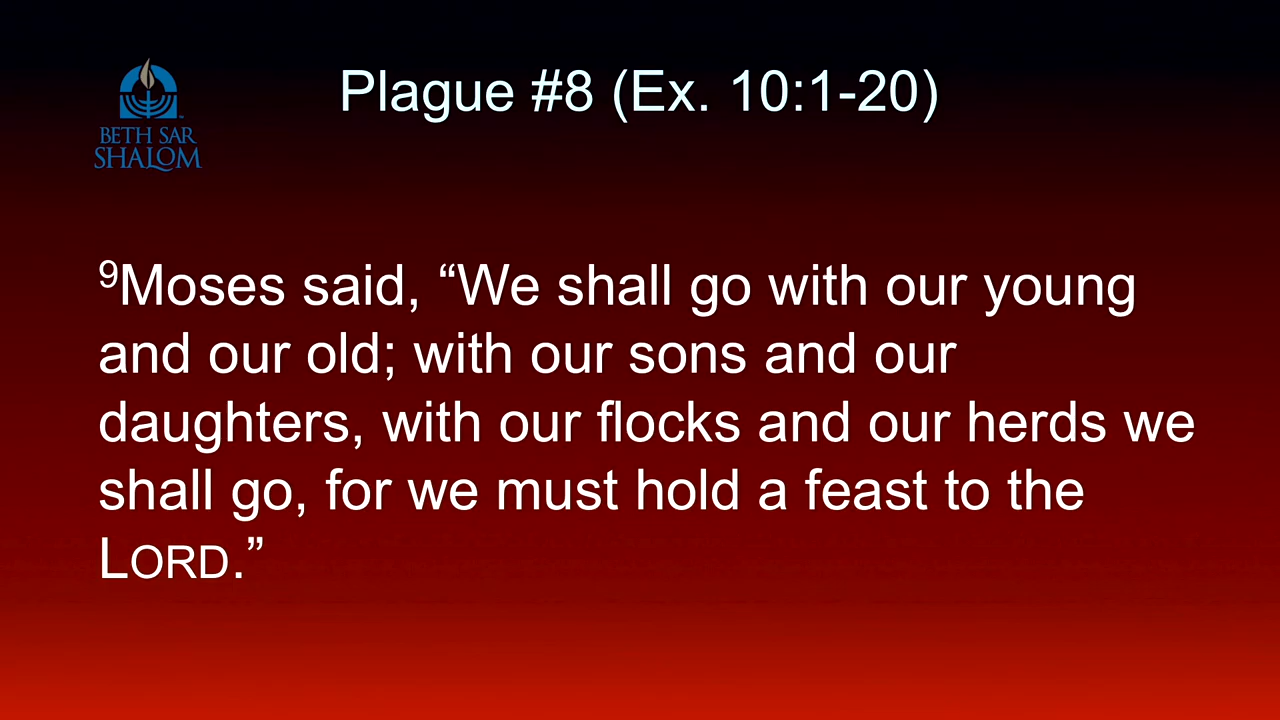 Plague #8 (Ex. 10:1-20)
BETH SAR
SHALOM
⁹Moses said, “We shall go with our young
and our old; with our sons and our
daughters, with our flocks and our herds we
shall go, for we must hold a feast to the
LORD.”